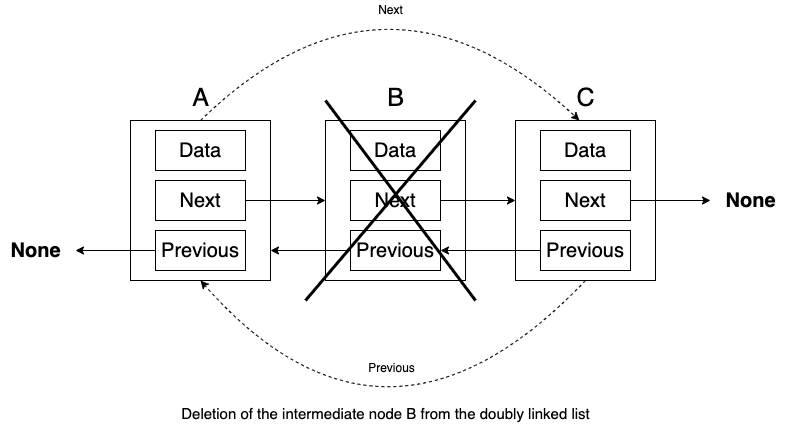 Next
A
B
C
Data
Data
Data
Next
Next
Next
None
None
Previous
Previous
Previous
Previous
Deletion of the intermediate node B from the doubly linked list